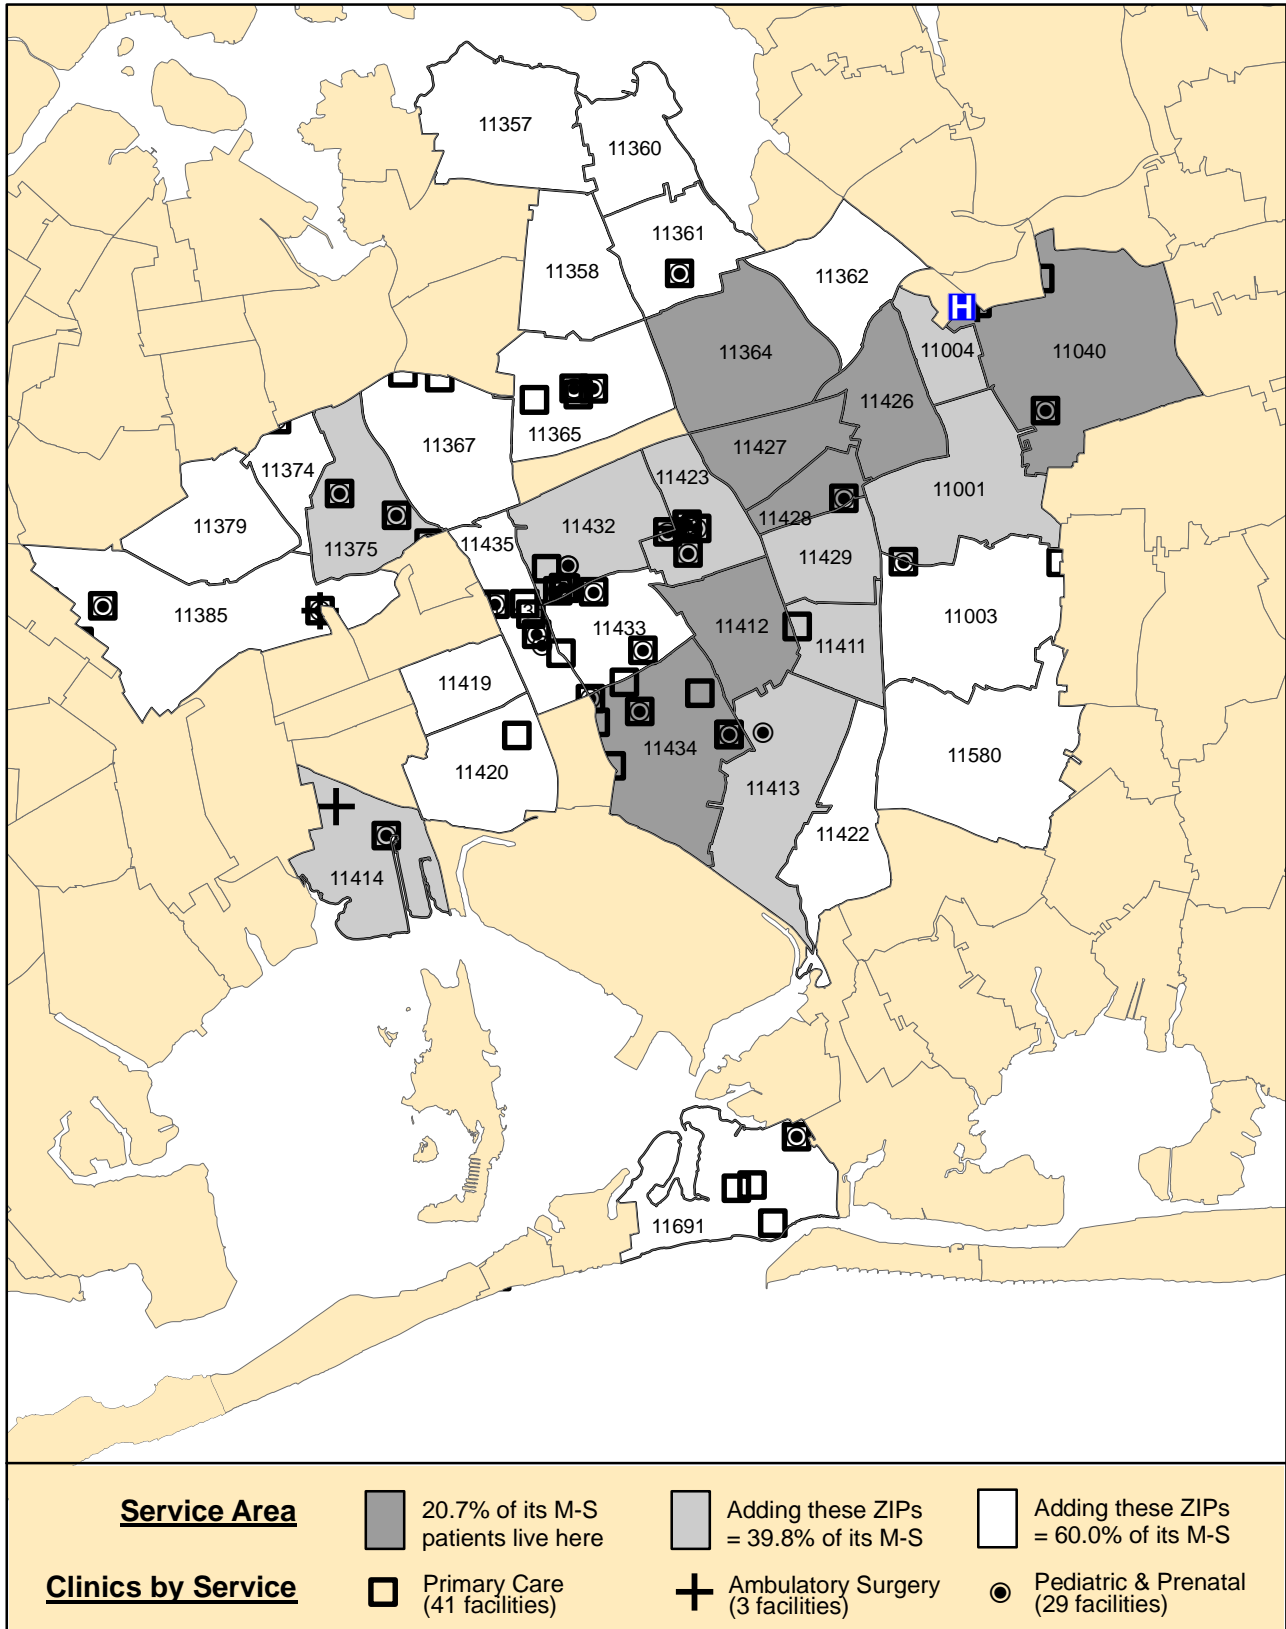 11357
11360
11361
11358
11362
H
11364
11004
11040
11426
11365
11367
11427
11374
11423
11001
11379
11432
11428
11375
11435
11429
11385
11433
11412
11003
11411
11419
11434
11580
11420
11413
11422
11414
11691
Service Area
20.7% of its M-S
patients live here
Adding these ZIPs
= 39.8% of its M-S
Adding these ZIPs
= 60.0% of its M-S
Clinics by Service
Primary Care
(41 facilities)
Ambulatory Surgery
(3 facilities)
Pediatric & Prenatal
(29 facilities)